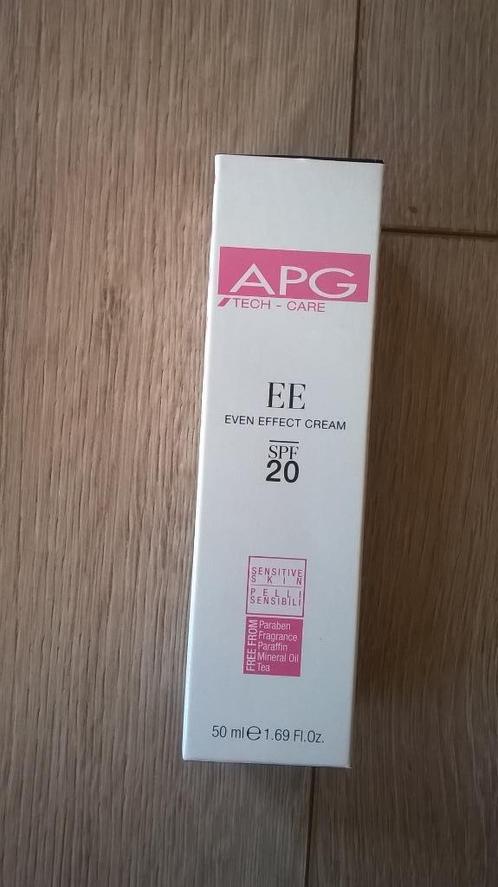 APG
TECH - CARE
EE
EVEN EFFECT CREAM
SPF
20
SENSITIVE
SKIN
PELLI
SENSIBILI
FREE FROM
Paraben
Fragrance
Paraffin
Mineral Oil
Tea
50 ml e 1.69 Fl.Oz.